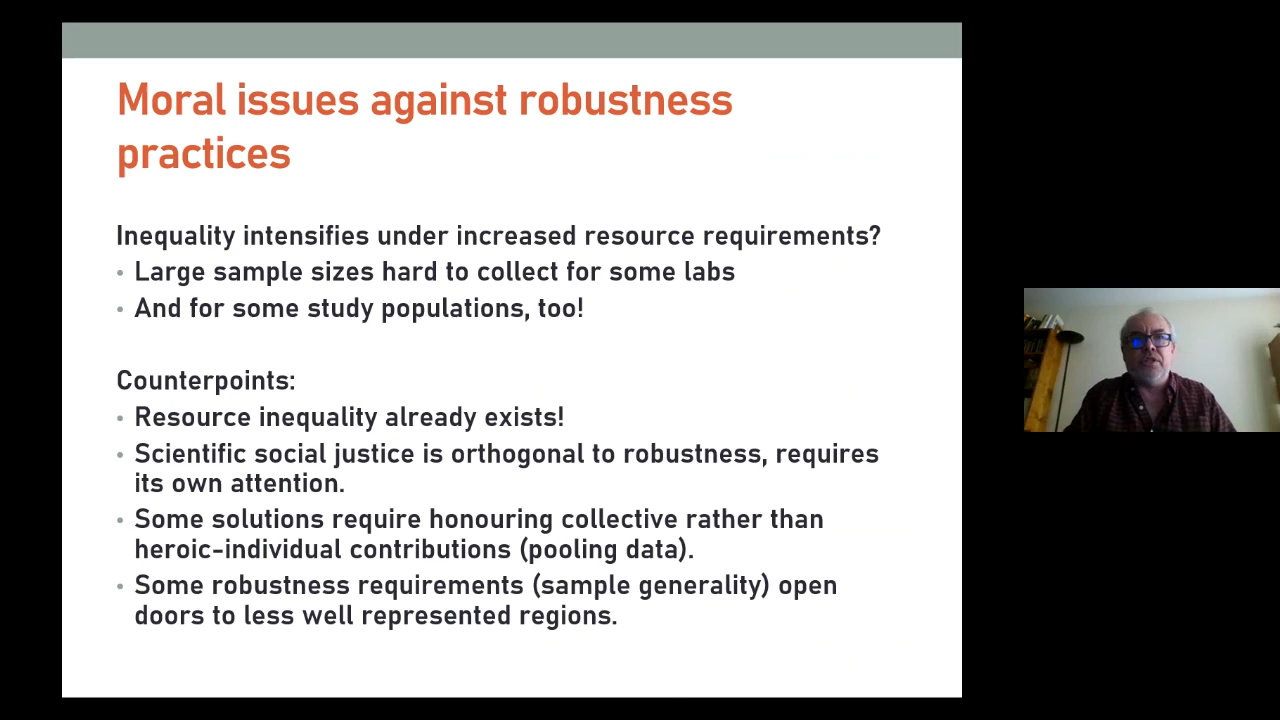 Moral issues against robustness
practices
Inequality intensifies under increased resource requirements?
• Large sample sizes hard to collect for some labs
• And for some study populations, too!
Counterpoints:
• Resource inequality already exists!
• Scientific social justice is orthogonal to robustness, requires
its own attention.
• Some solutions require honouring collective rather than
heroic-individual contributions (pooling data).
• Some robustness requirements (sample generality) open
doors to less well represented regions.